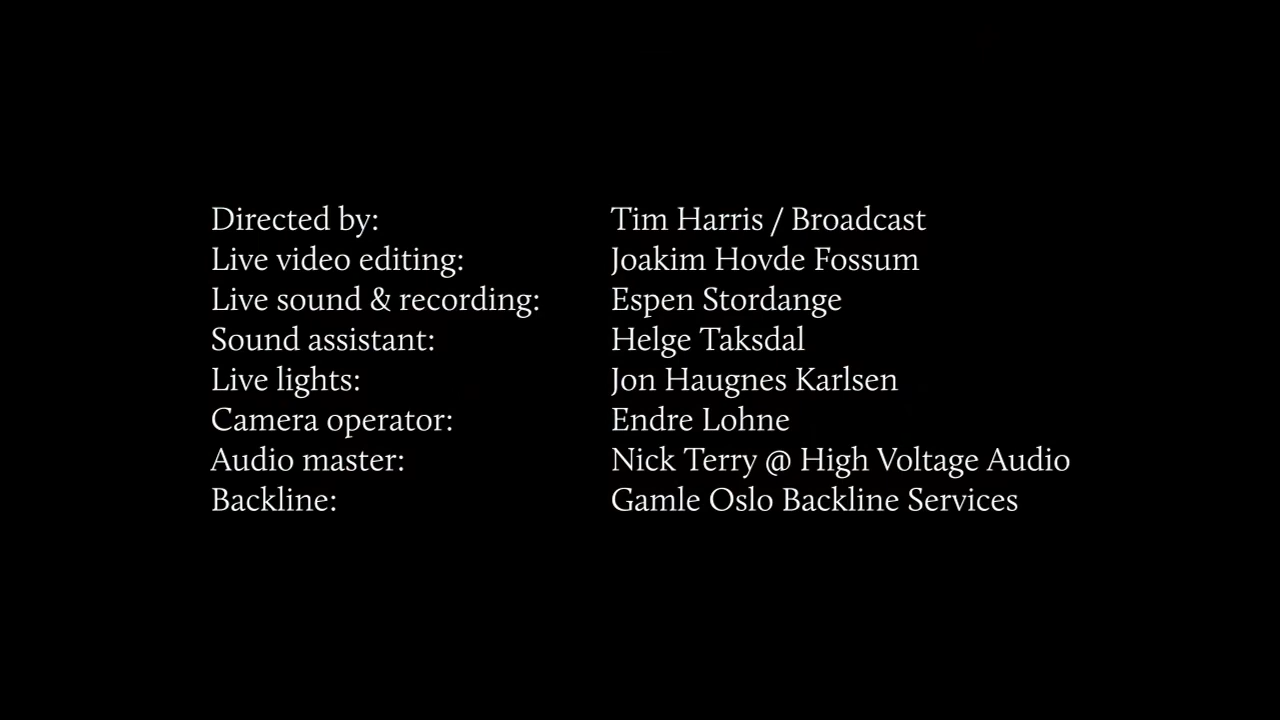 Directed by: Tim Harris / Broadcast
Live video editing: Joakim Hovde Fossum
Live sound & recording: Espen Stordange
Sound assistant: Helge Taksdal
Live lights: Jon Haugnes Karlsen
Camera operator: Endre Lohne
Audio master: Nick Terry @ High Voltage Audio
Backline: Gamle Oslo Backline Services